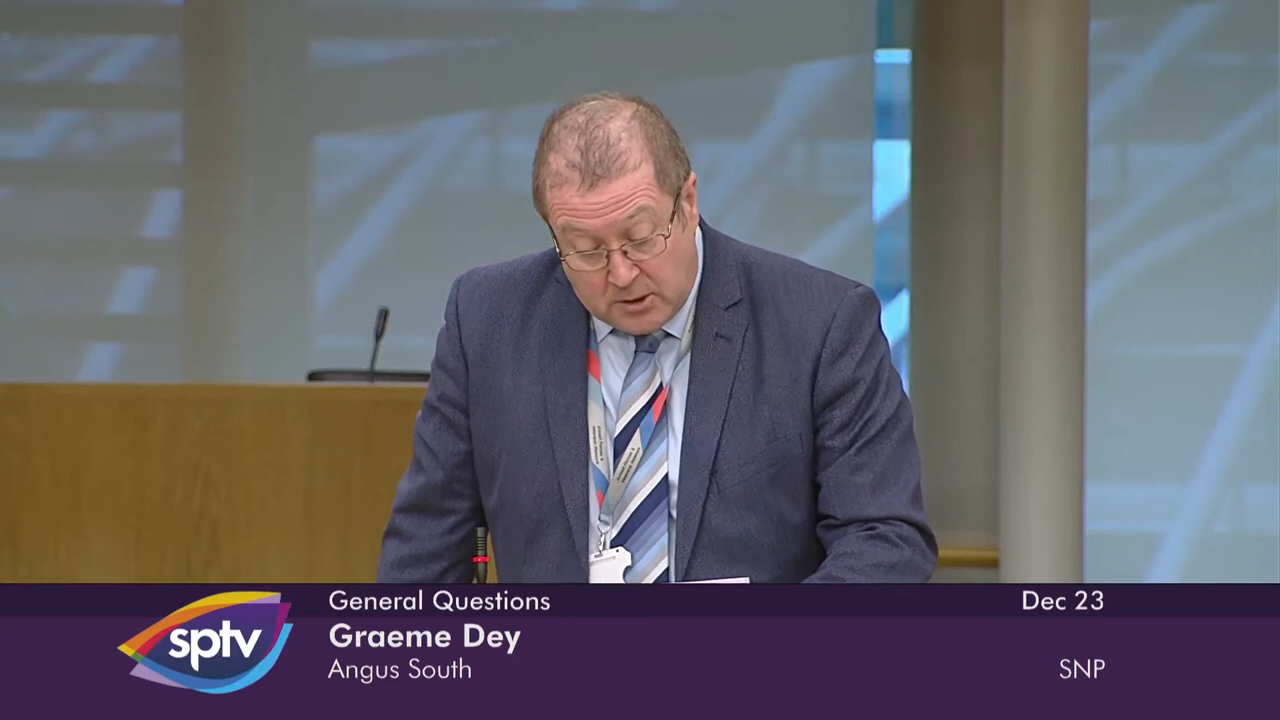 sptv
General Questions
Dec 23
Graeme Dey
Angus South
SNP